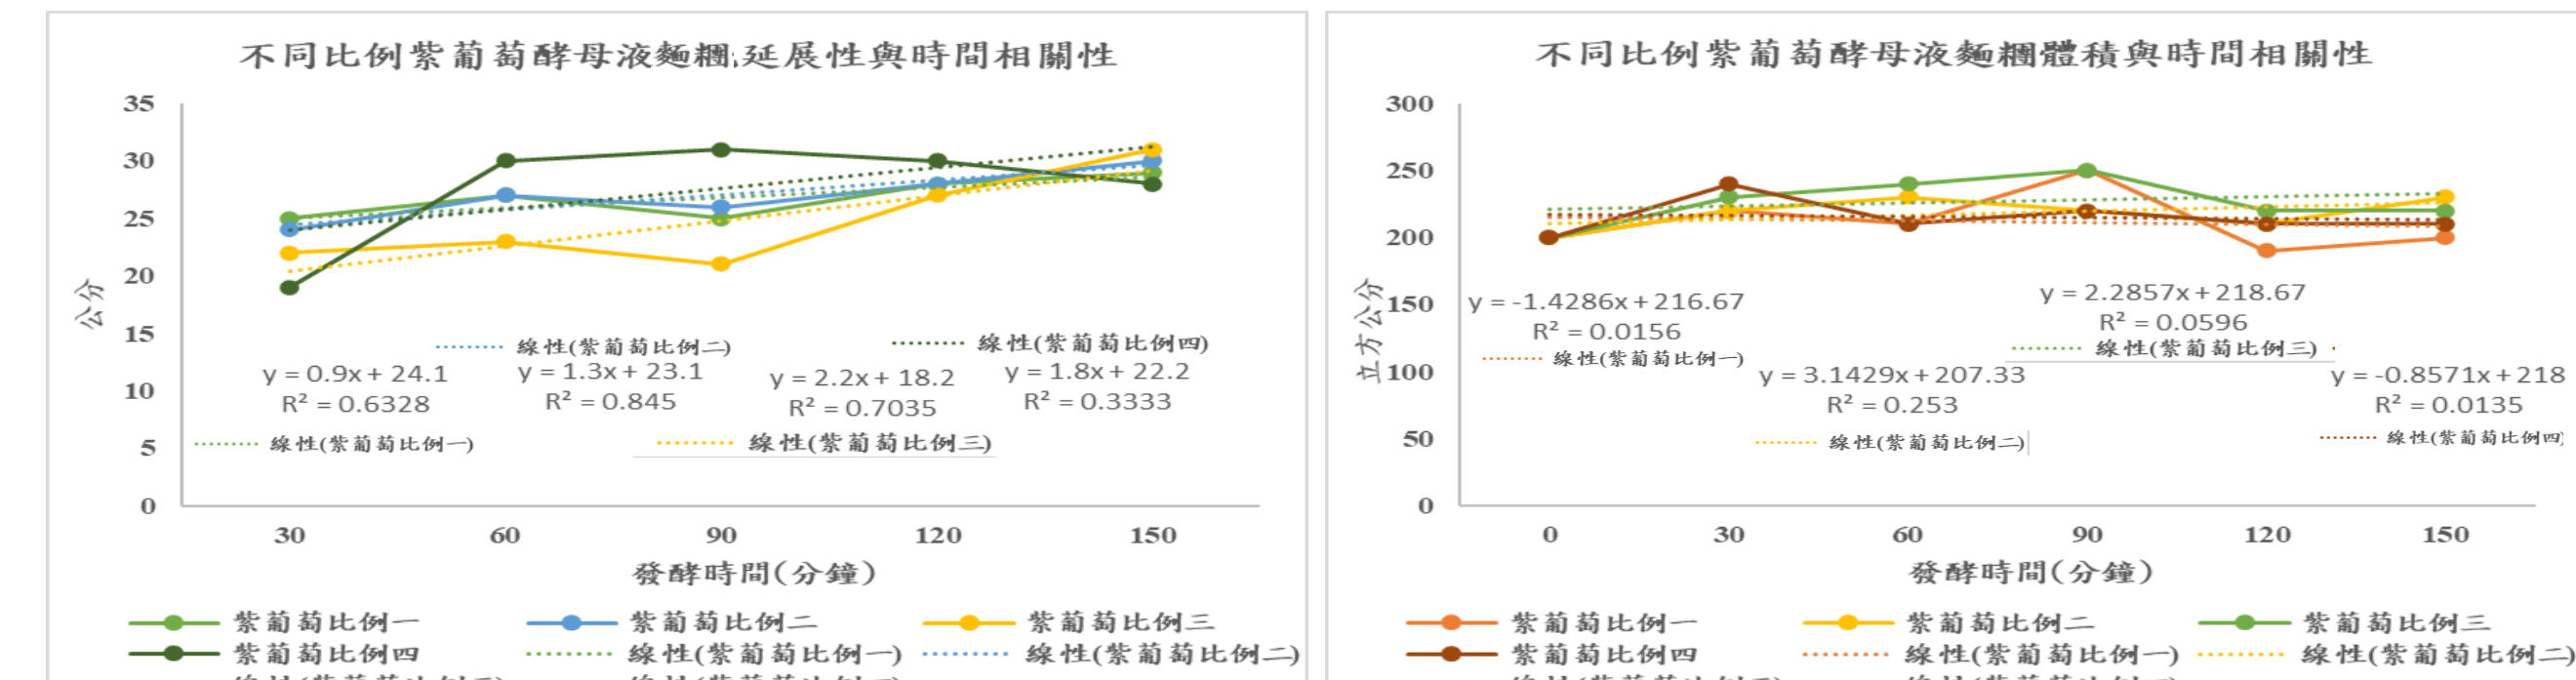 不同比例紫葡萄酵母液麵糰延展性與時間相關性
35
30
25
20
15
10
5
0
公分
線性(紫葡萄比例二)
線性(紫葡萄比例四)
y = 0.9x + 24.1
R² = 0.6328
y = 1.3x + 23.1
R² = 0.845
y = 2.2x + 18.2
R² = 0.7035
y = 1.8x + 22.2
R² = 0.3333
線性(紫葡萄比例一)
線性(紫葡萄比例三)
30 60 90 120 150
發酵時間(分鐘)
紫葡萄比例一 紫葡萄比例二 紫葡萄比例三
紫葡萄比例四 線性(紫葡萄比例一) 線性(紫葡萄比例二)
不同比例紫葡萄酵母液麵糰體積與時間相關性
300
250
200
150
100
50
0
立方公分
y = -1.4286x + 216.67
R² = 0.0156
線性(紫葡萄比例一)
y = 2.2857x + 218.67
R² = 0.0596
線性(紫葡萄比例三)
y = 3.1429x + 207.33
R² = 0.253
線性(紫葡萄比例二)
y = -0.8571x + 218
R² = 0.0135
線性(紫葡萄比例四)
0 30 60 90 120 150
發酵時間(分鐘)
紫葡萄比例一 紫葡萄比例二 紫葡萄比例三
紫葡萄比例四 線性(紫葡萄比例一) 線性(紫葡萄比例二)